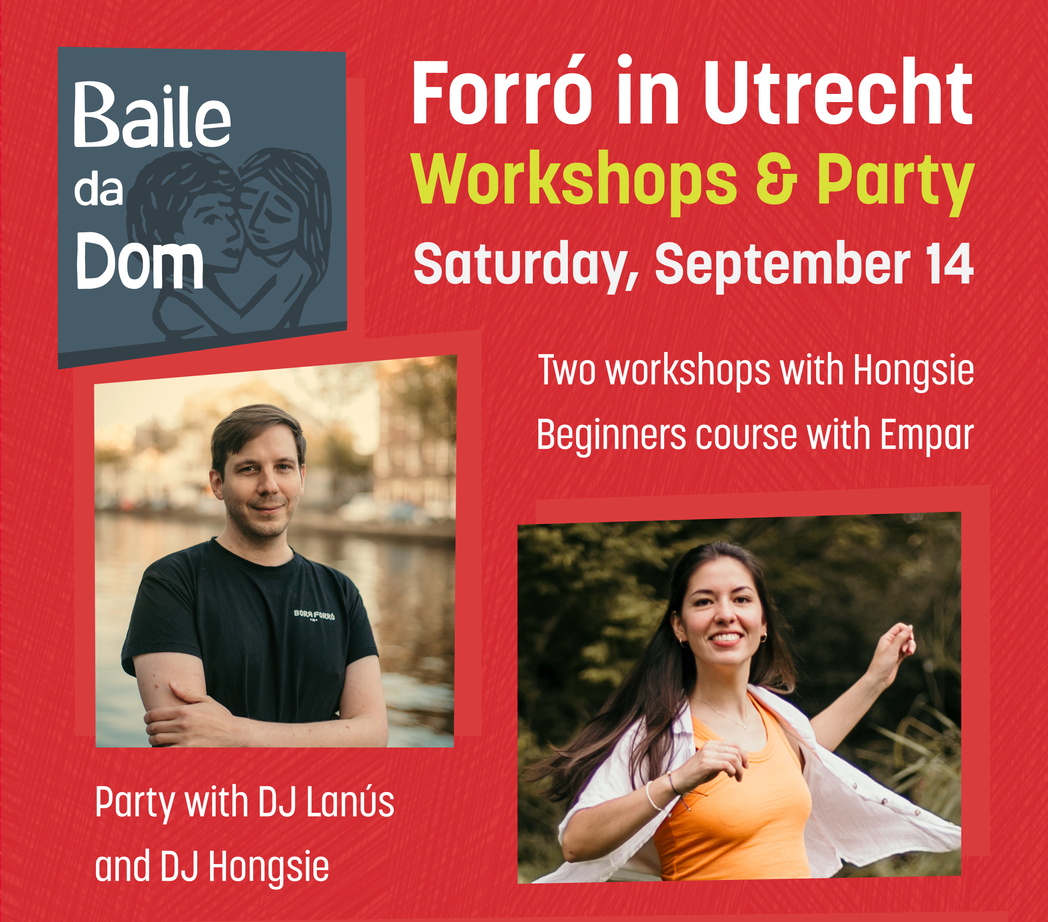 Baile
da
Dom
Forró in Utrecht
Workshops & Party
Saturday, September 14
Two workshops with Hongsie
Beginners course with Empar
BORA FORRÓ
Party with DJ Lanús
and DJ Hongsie